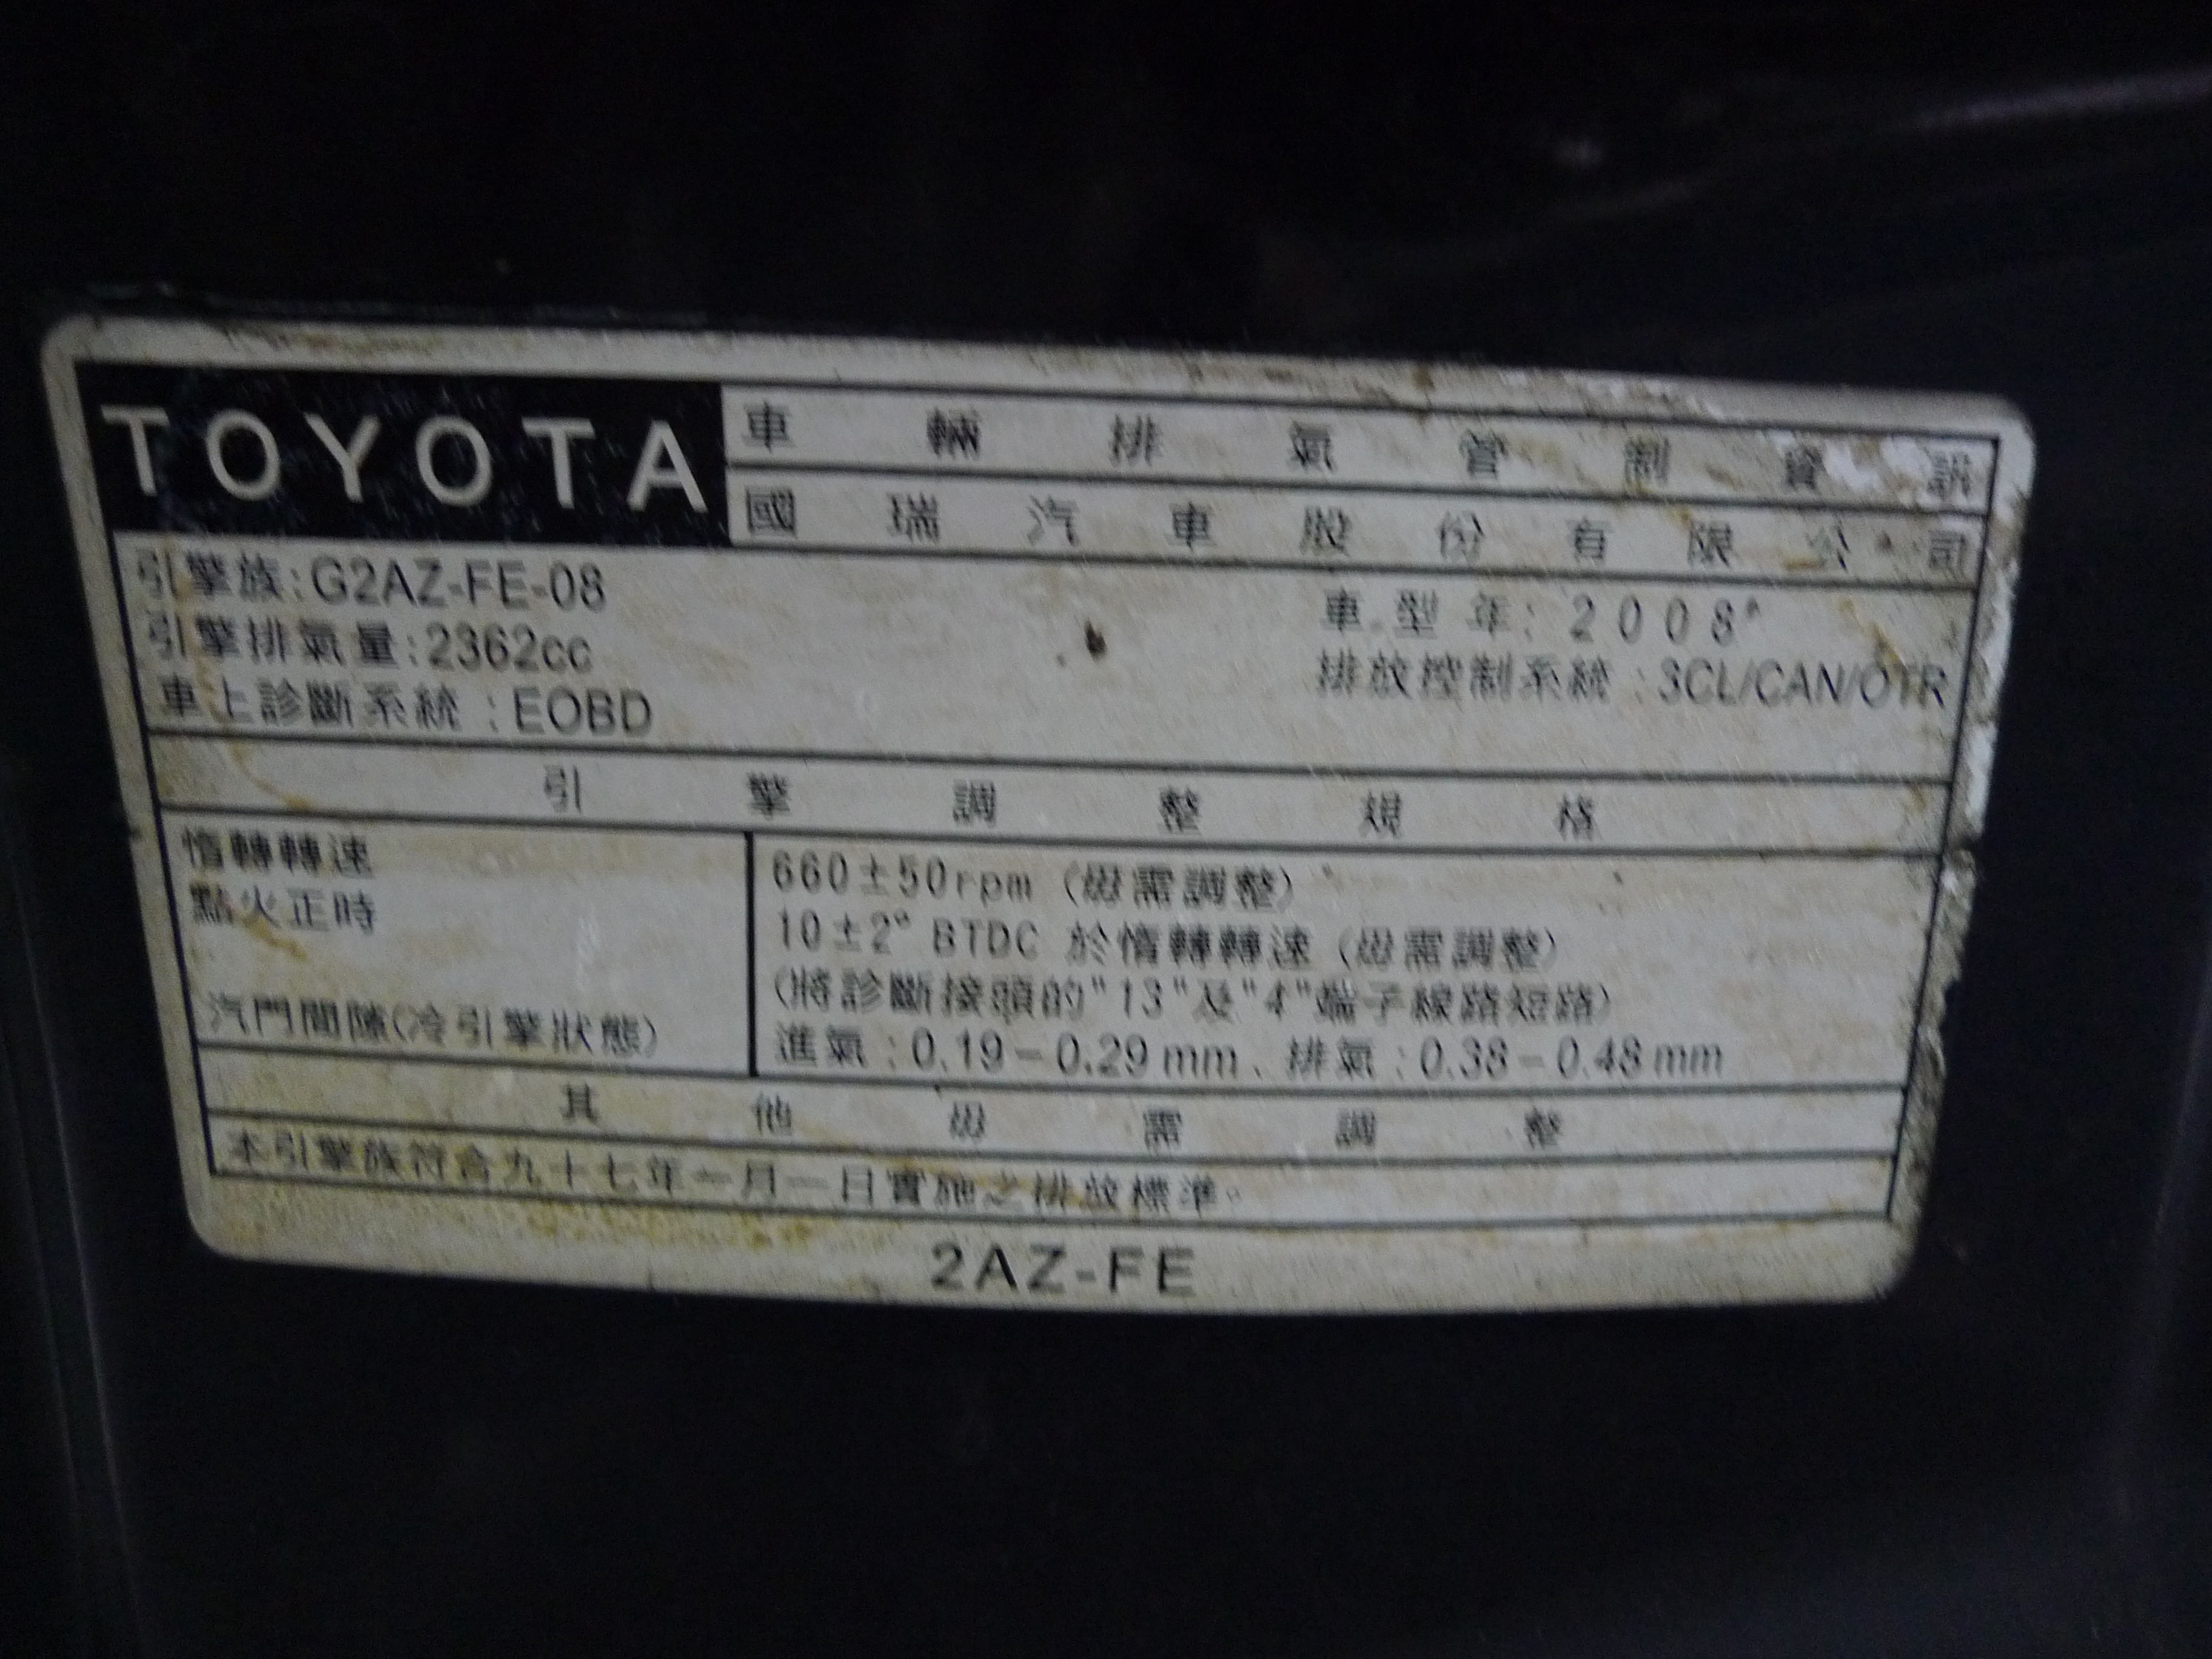 TOYOTA
車輛排氣管制資訊
國瑞汽車股份有限公司
引擎族:G2AZ-FE-08
車型年:2008
引擎排氣量:2362cc
排放控制系統:3CL/CAN/OTR
車上診斷系統:EOBD
引擎調整規格
惰轉轉速
660±50rpm (毋需調整)
點火正時
10±2° BTDC 於惰轉轉速 (毋需調整)
(將診斷接頭的"13"及"4"端子線路短路)
汽門間隙(冷引擎狀態)
進氣:0.19-0.29mm、排氣:0.38-0.48mm
其他毋需調整
本引擎族符合九十七年一月一日實施之排放標準。
2AZ-FE